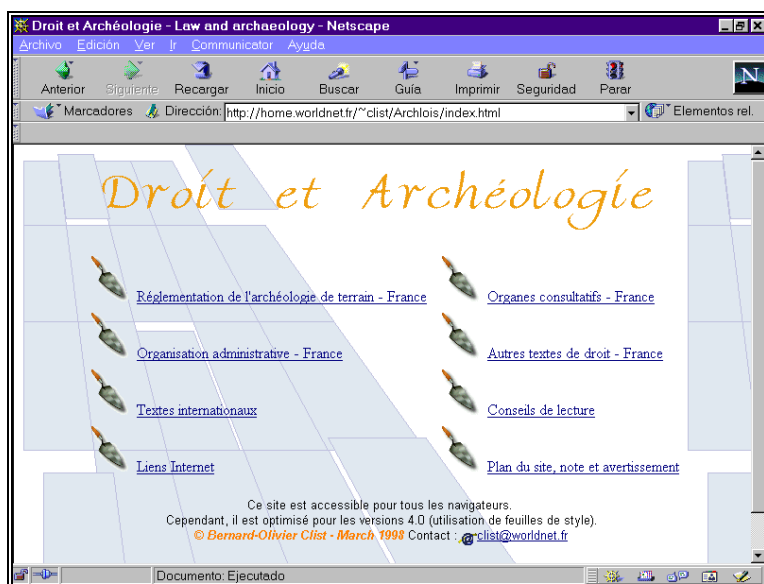 Droit et Archéologie - Law and archaeology - Netscape
Archivo Edición Ver Ir Communicator Ayuda
Anterior Siguiente Recargar Inicio Buscar Guía Imprimir Seguridad Parar
N
Marcadores Dirección: http://home.worldnet.fr/~clist/Archlois/index.html Elementos rel.
Droit et Archéologie
Réglementation de l'archéologie de terrain - France Organes consultatifs - France
Organisation administrative - France Autres textes de droit - France
Textes internationaux Conseils de lecture
Liens Internet Plan du site, note et avertissement
Ce site est accessible pour tous les navigateurs.
Cependant, il est optimisé pour les versions 4.0 (utilisation de feuilles de style).
© Bernard-Olivier Clist - March 1998 Contact : @ clist@worldnet.fr
Documento: Ejecutado